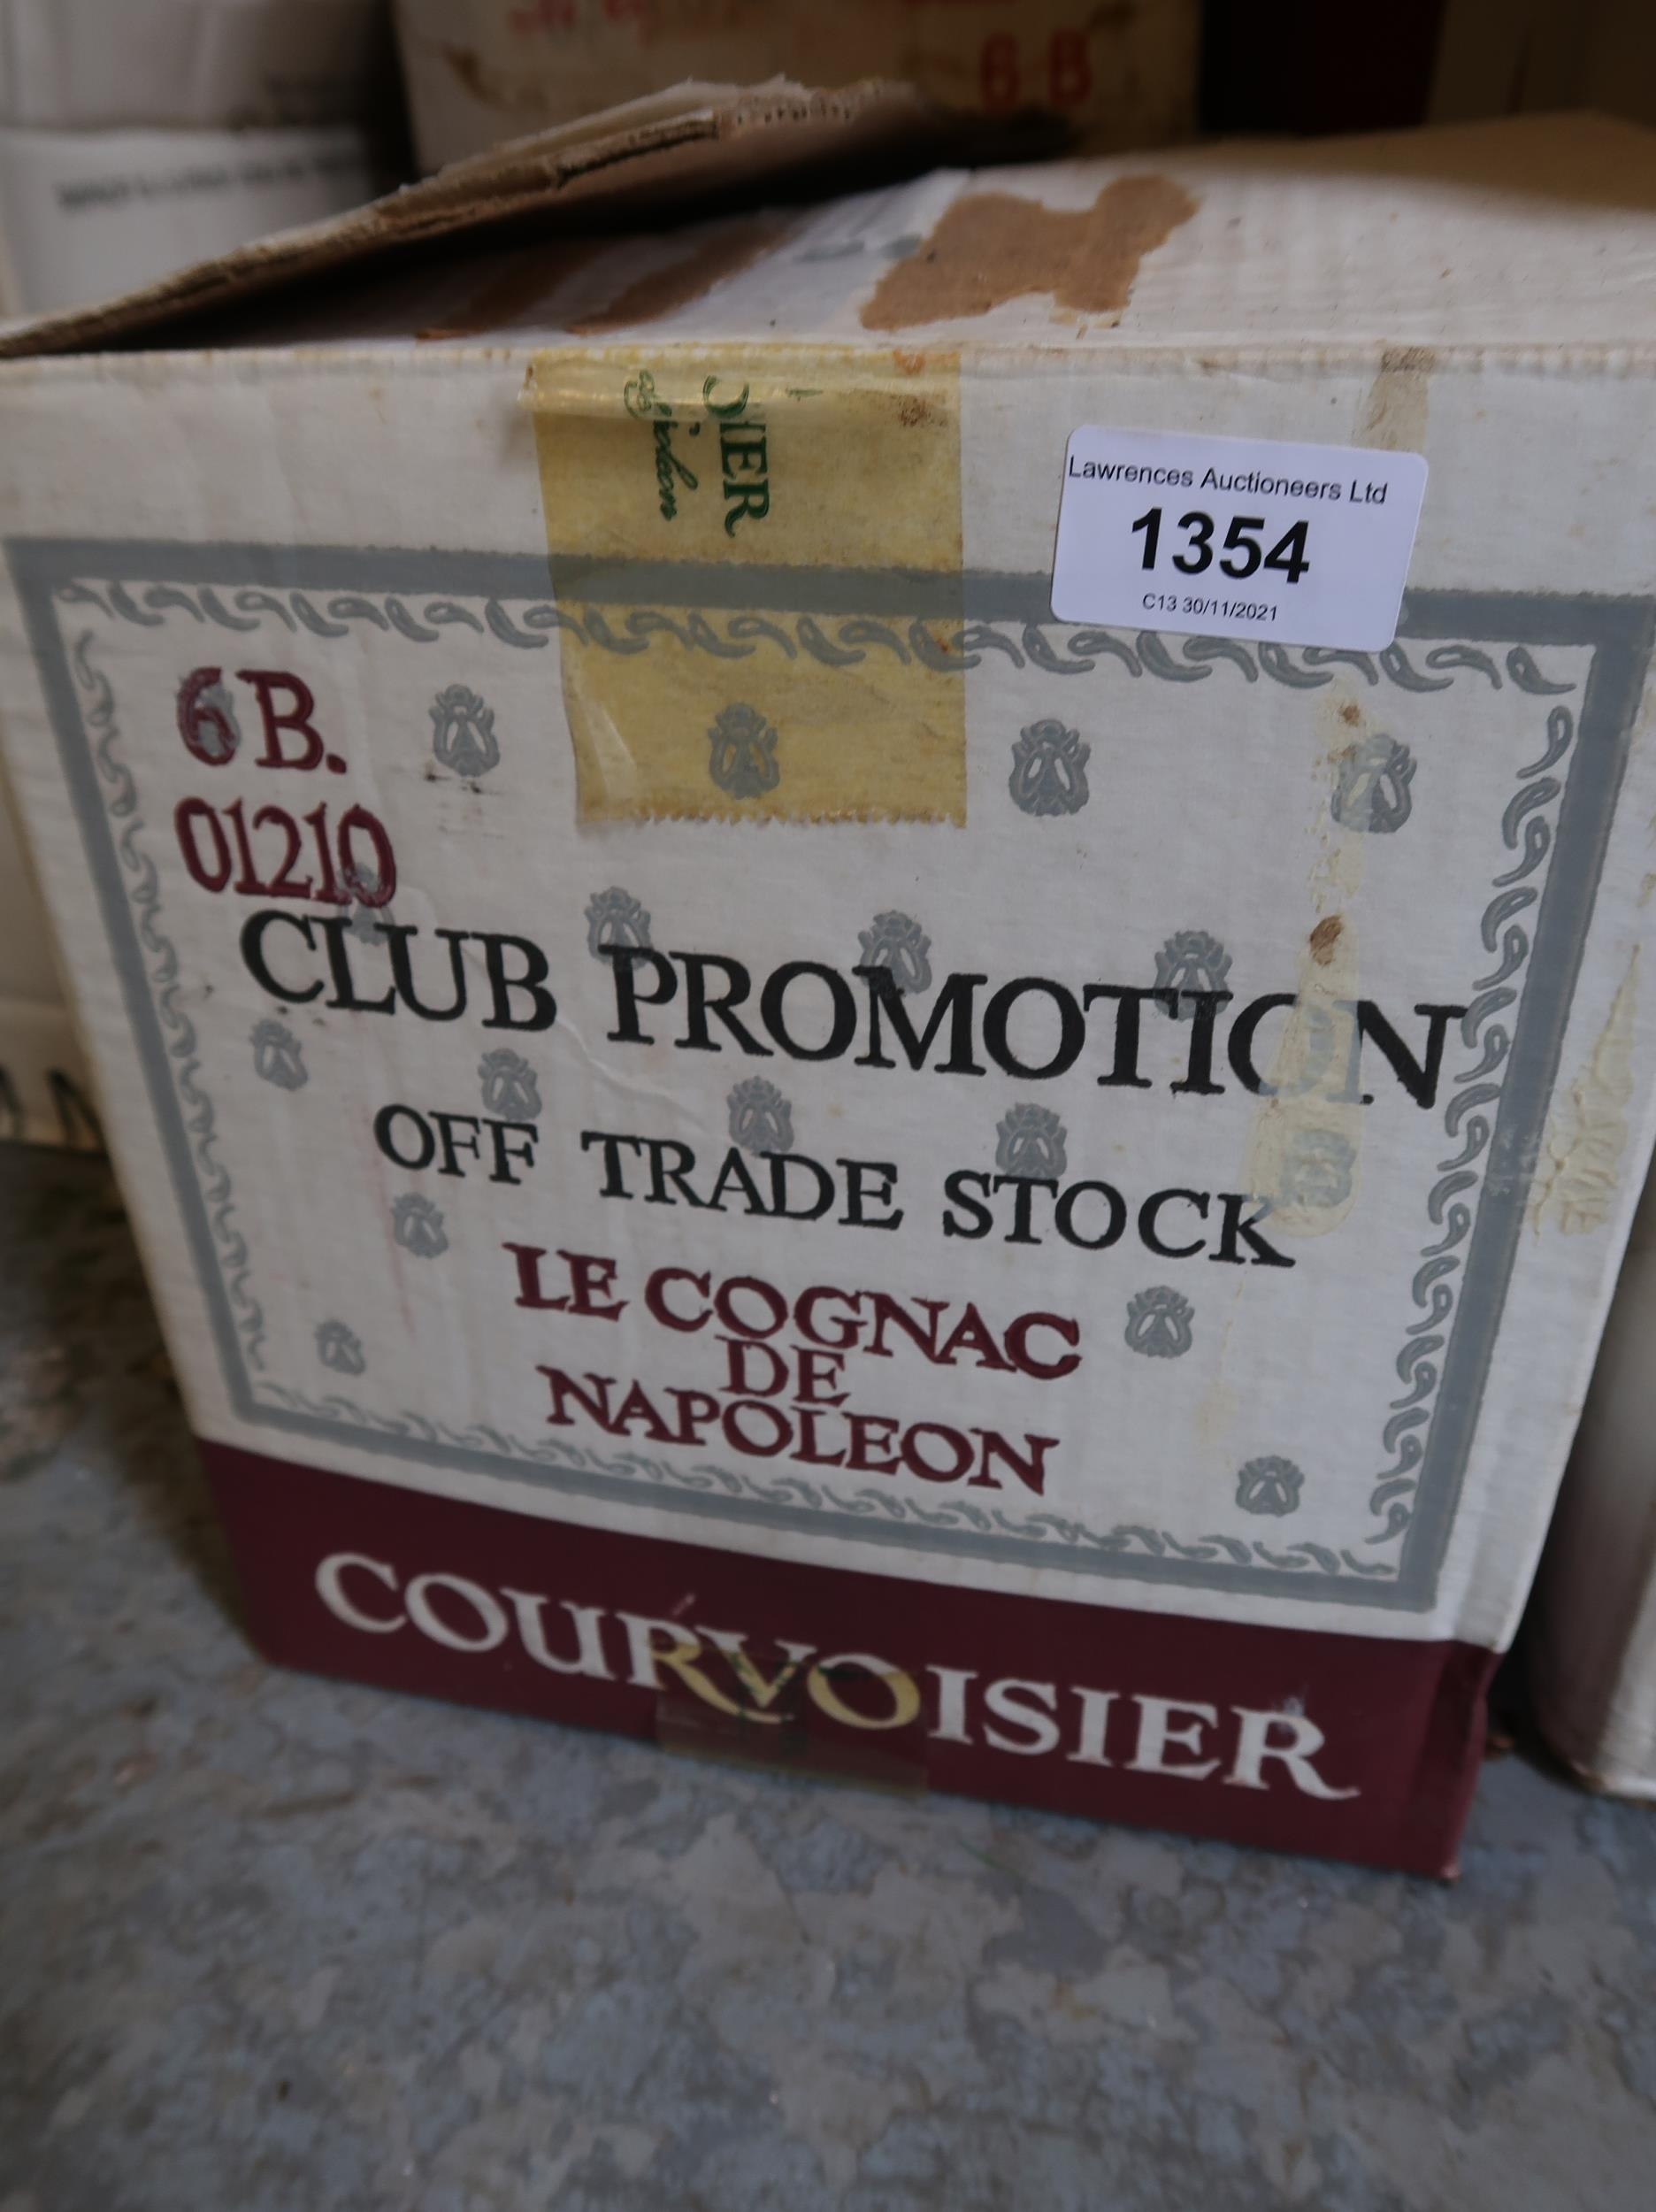 B·B
IER
Lawrences Auctioneers Ltd
1354
C13 30/11/2021
6 B.
01210
CLUB PROMOTION
OFF TRADE STOCK
LE COGNAC
DE
NAPOLEON
COURVOISIER